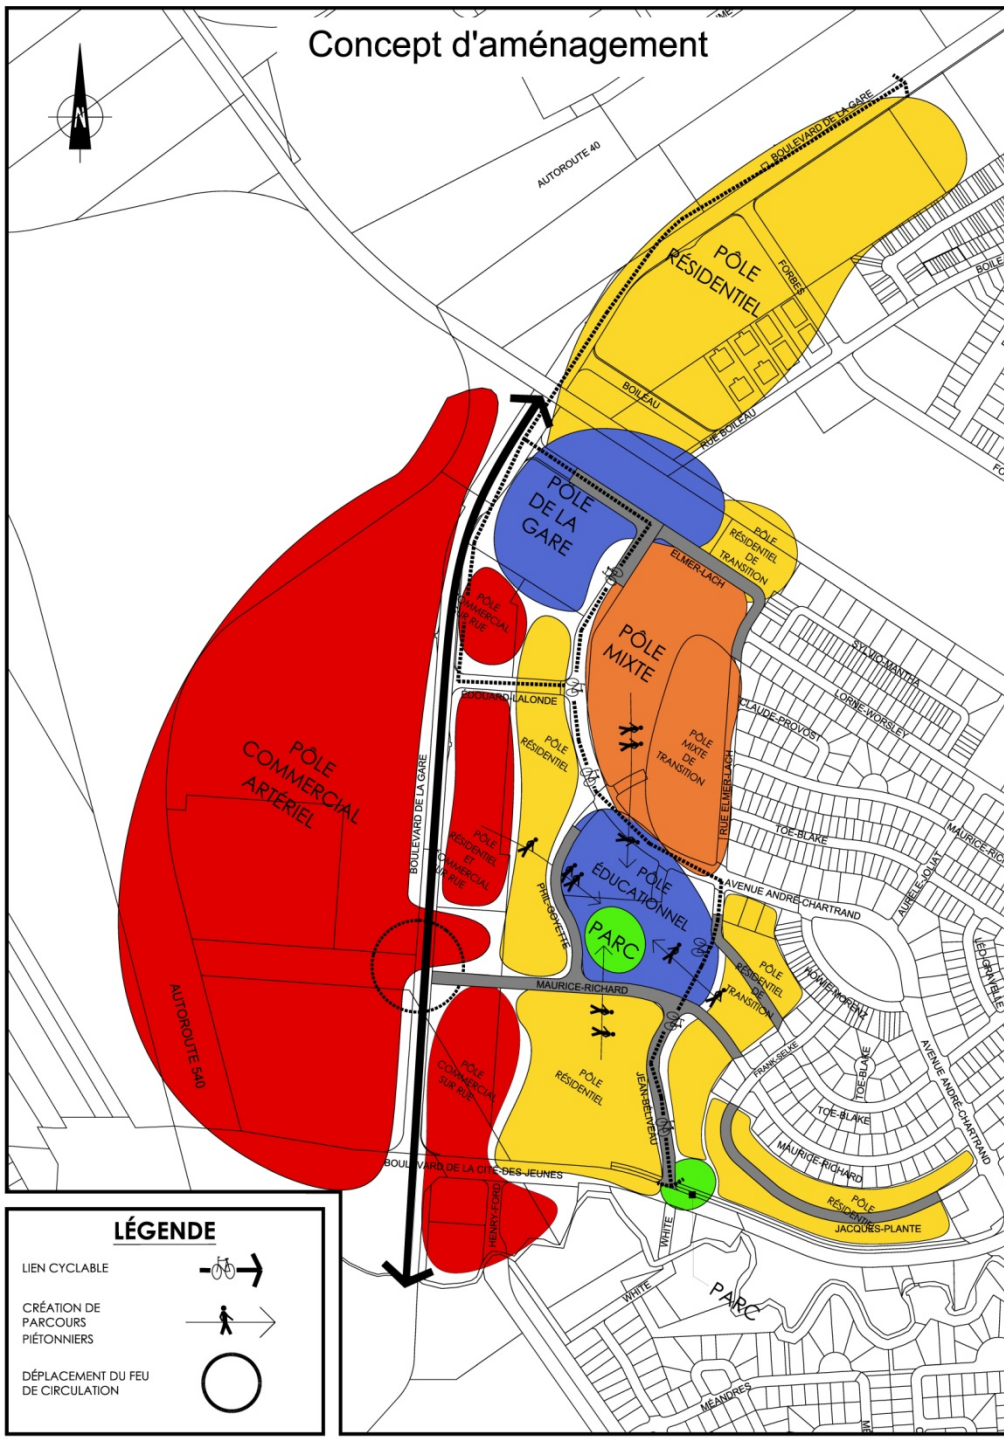 Concept d'aménagement
N
AUTOROUTE 40
BOULEVARD DE LA GARE
PÔLE
RÉSIDENTIEL
FORBES
BOILEAU
RUE BOILEAU
PÔLE
DE LA
GARE
PÔLE
RÉSIDENTIEL
DE
TRANSITION
ELMER-LACH
PÔLE
COMMERCIAL
SUR RUE
PÔLE
MIXTE
SYLVIO-MANTHA
LORNE-WORSLEY
CLAUDE-PROVOST
ÉDOUARD-LALONDE
PÔLE
RÉSIDENTIEL
PÔLE
MIXTE
DE
TRANSITION
RUE ELMER-LACH
PÔLE
COMMERCIAL
ARTÉRIEL
BOULEVARD DE LA GARE
PÔLE
RÉSIDENTIEL
ET
COMMERCIAL
SUR RUE
TOE-BLAKE
AURELE-JOLIAT
PÔLE
ÉDUCATIONNEL
PHIL-GOYETTE
AVENUE ANDRÉ-CHARTRAND
PARC
PÔLE
RÉSIDENTIEL
DE
TRANSITION
HOWIE-MORENZ
MAURICE-RICHARD
AUTOROUTE 540
PÔLE
COMMERCIAL
SUR RUE
PÔLE
RÉSIDENTIEL
JEAN-BÉLIVEAU
FRANK-SELKE
TOE-BLAKE
TOE-BLAKE
AVENUE ANDRÉ-CHARTRAND
MAURICE-RICHARD
BOULEVARD DE LA CITÉ-DES-JEUNES
HENRY-FORD
PÔLE
RÉSIDENTIEL
JACQUES-PLANTE
WHITE
WHITE
PARC
MÉANDRES
LÉGENDE
LIEN CYCLABLE
CRÉATION DE
PARCOURS
PIÉTONNIERS
DÉPLACEMENT DU FEU
DE CIRCULATION